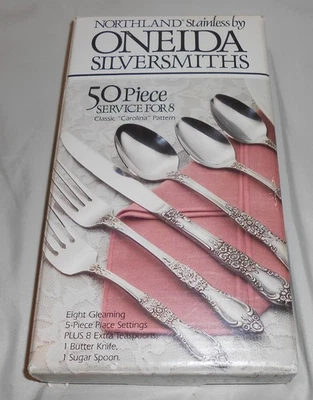 NORTHLAND® Stainless by
ONEIDA
SILVERSMITHS
50 Piece
SERVICE FOR 8
Classic "Carolina" Pattern
Eight Gleaming
5-Piece Place Settings
PLUS 8 Extra Teaspoons,
1 Butter Knife,
1 Sugar Spoon.